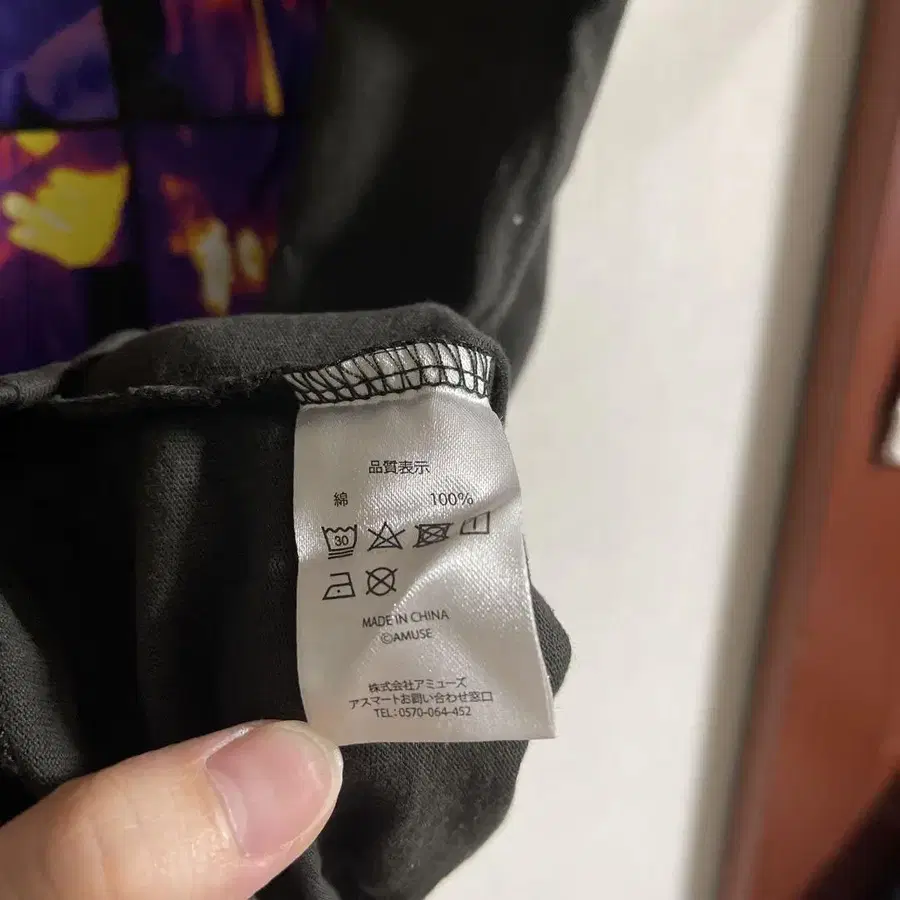 品質表示
綿 100%
30
MADE IN CHINA
©AMUSE
株式会社アミューズ
アスマートお問い合わせ窓口
TEL:0570-064-452